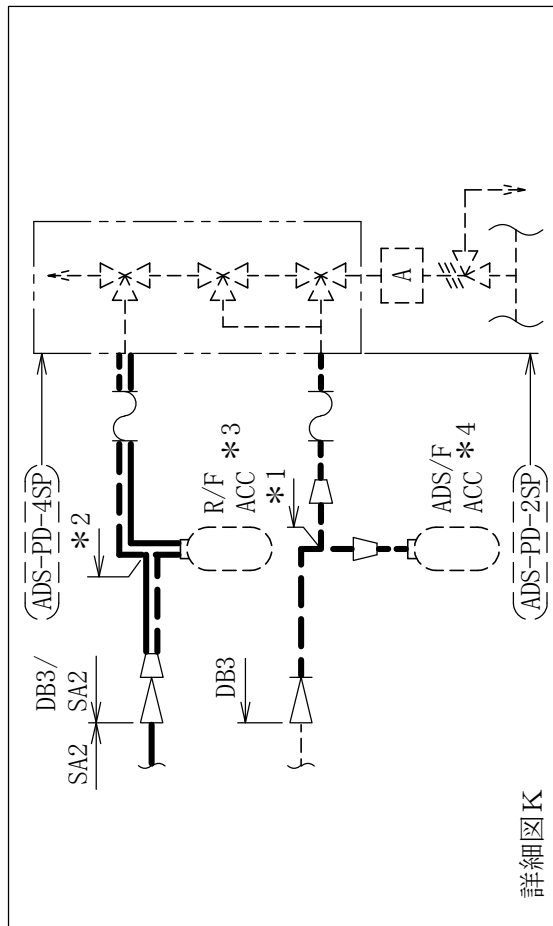 ADS-PD-4SP
*2
R/F
ACC *3
DB3/
SA2
SA2
*1
DB3
A
ADS/F
ACC *4
ADS-PD-2SP
詳細図K